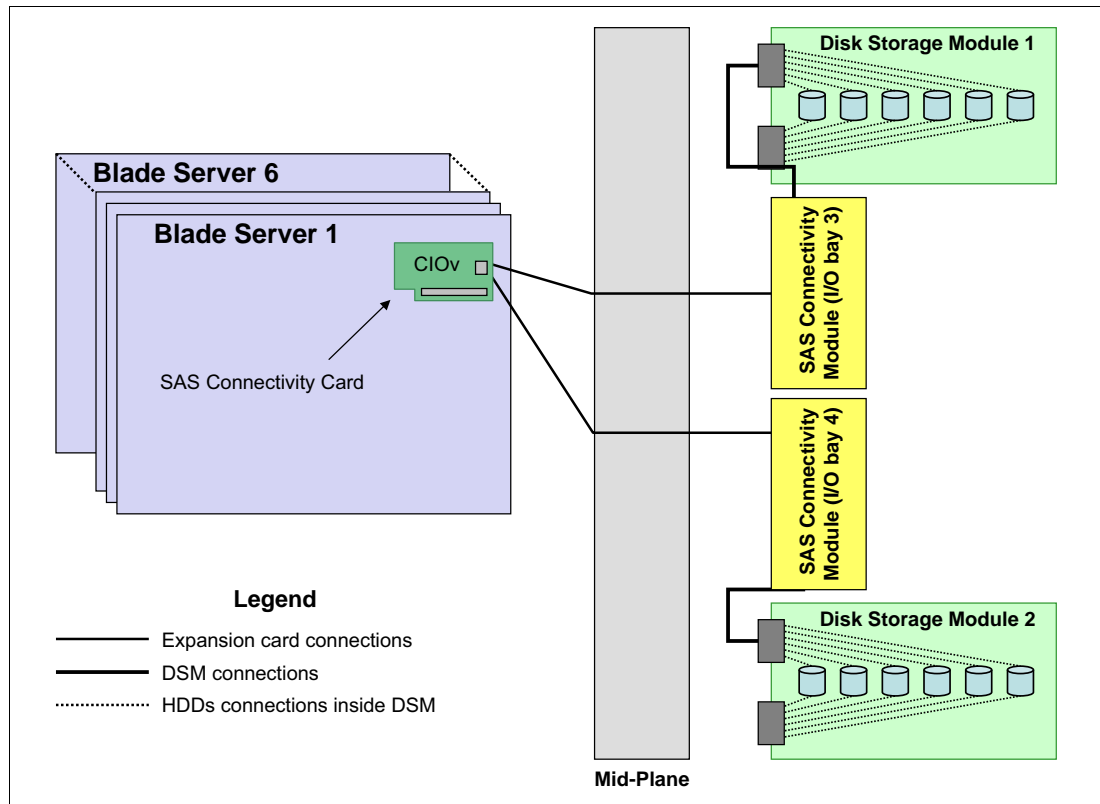 Disk Storage Module 1
Blade Server 6
Blade Server 1
CIOv
SAS Connectivity Card
SAS Connectivity
Module (I/O bay 3)
SAS Connectivity
Module (I/O bay 4)
Legend
Expansion card connections
DSM connections
HDDs connections inside DSM
Disk Storage Module 2
Mid-Plane